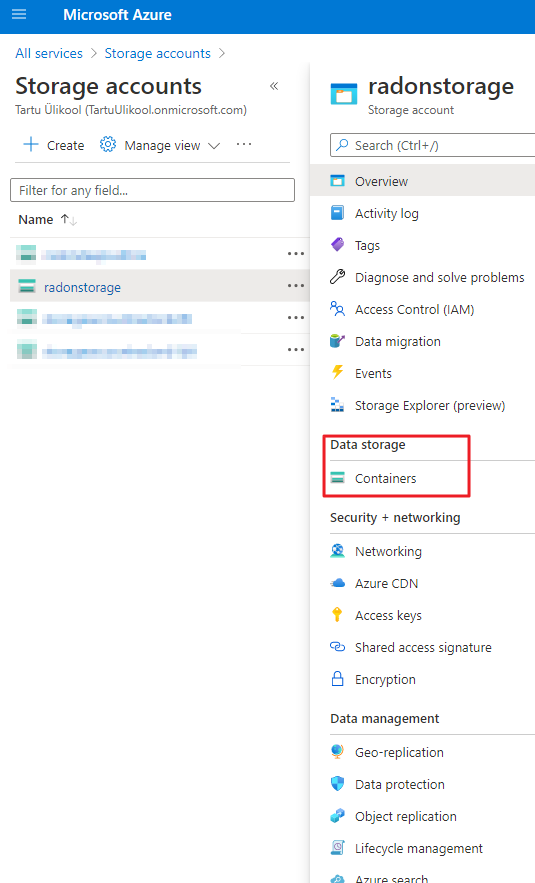 Microsoft Azure
All services > Storage accounts >
Storage accounts
«
Tartu Ülikool (TartuUlikool.onmicrosoft.com)
Create
Manage view
···
Filter for any field...
Name ↑↓
radonstorage
radonstorage
Storage account
Search (Ctrl+/)
Overview
Activity log
Tags
Diagnose and solve problems
Access Control (IAM)
Data migration
Events
Storage Explorer (preview)
Data storage
Containers
Security + networking
Networking
Azure CDN
Access keys
Shared access signature
Encryption
Data management
Geo-replication
Data protection
Object replication
Lifecycle management
Azure search